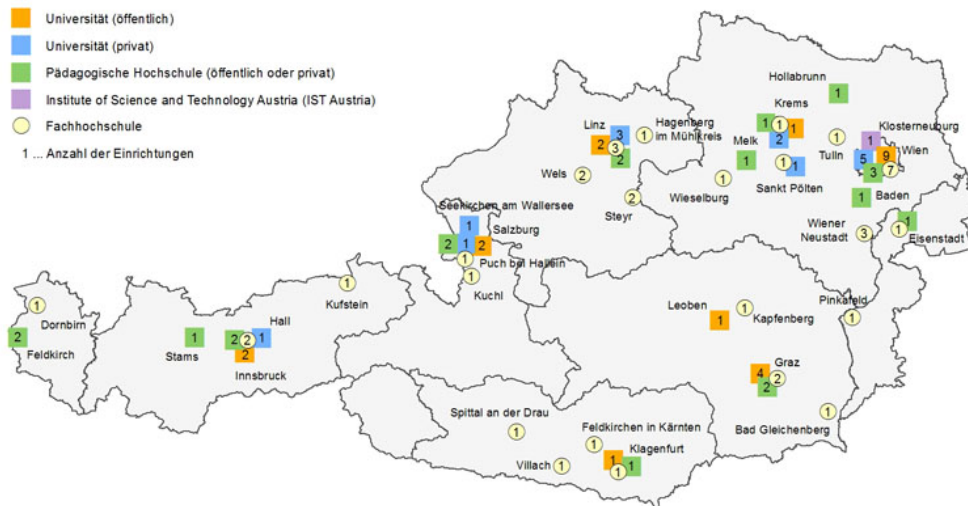 Universität (öffentlich)
Universität (privat)
Pädagogische Hochschule (öffentlich oder privat)
Institute of Science and Technology Austria (IST Austria)
Fachhochschule
1 ... Anzahl der Einrichtungen
Hollabrunn
1
Krems
1
1
1
2
Klosterneuburg
1
Tulln
1
Wien
9
5
3
7
Linz
3
2
3
2
Hagenberg
im Mühlkreis
1
Melk
1
Sankt Pölten
1
1
Wels
2
Wieselburg
1
Steyr
2
Baden
1
Seekirchen am Wallersee
1
Salzburg
2
1
2
Wiener
Neustadt
3
Eisenstadt
1
1
Puch bei Hallein
1
Kuchl
1
Kufstein
1
Dornbirn
1
Feldkirch
2
Stams
1
Hall
1
2
1
2
Innsbruck
Leoben
1
Kapfenberg
1
Pinkafeld
1
Graz
4
2
2
Bad Gleichenberg
1
Spittal an der Drau
1
Feldkirchen in Kärnten
1
Villach
1
Klagenfurt
1
1
1